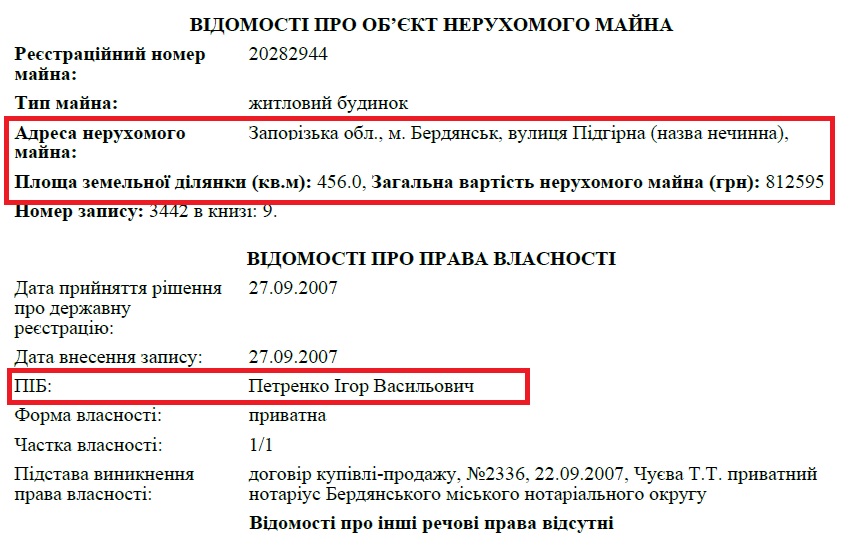 ВІДОМОСТІ ПРО ОБ’ЄКТ НЕРУХОМОГО МАЙНА
Реєстраційний номер майна: 20282944
Тип майна: житловий будинок
Адреса нерухомого майна: Запорізька обл., м. Бердянськ, вулиця Підгірна (назва нечинна),
Площа земельної ділянки (кв.м): 456.0, Загальна вартість нерухомого майна (грн): 812595
Номер запису: 3442 в книзі: 9.
ВІДОМОСТІ ПРО ПРАВА ВЛАСНОСТІ
Дата прийняття рішення про державну реєстрацію: 27.09.2007
Дата внесення запису: 27.09.2007
ПІБ: Петренко Ігор Васильович
Форма власності: приватна
Частка власності: 1/1
Підстава виникнення права власності: договір купівлі-продажу, №2336, 22.09.2007, Чуєва Т.Т. приватний нотаріус Бердянського міського нотаріального округу
Відомості про інші речові права відсутні